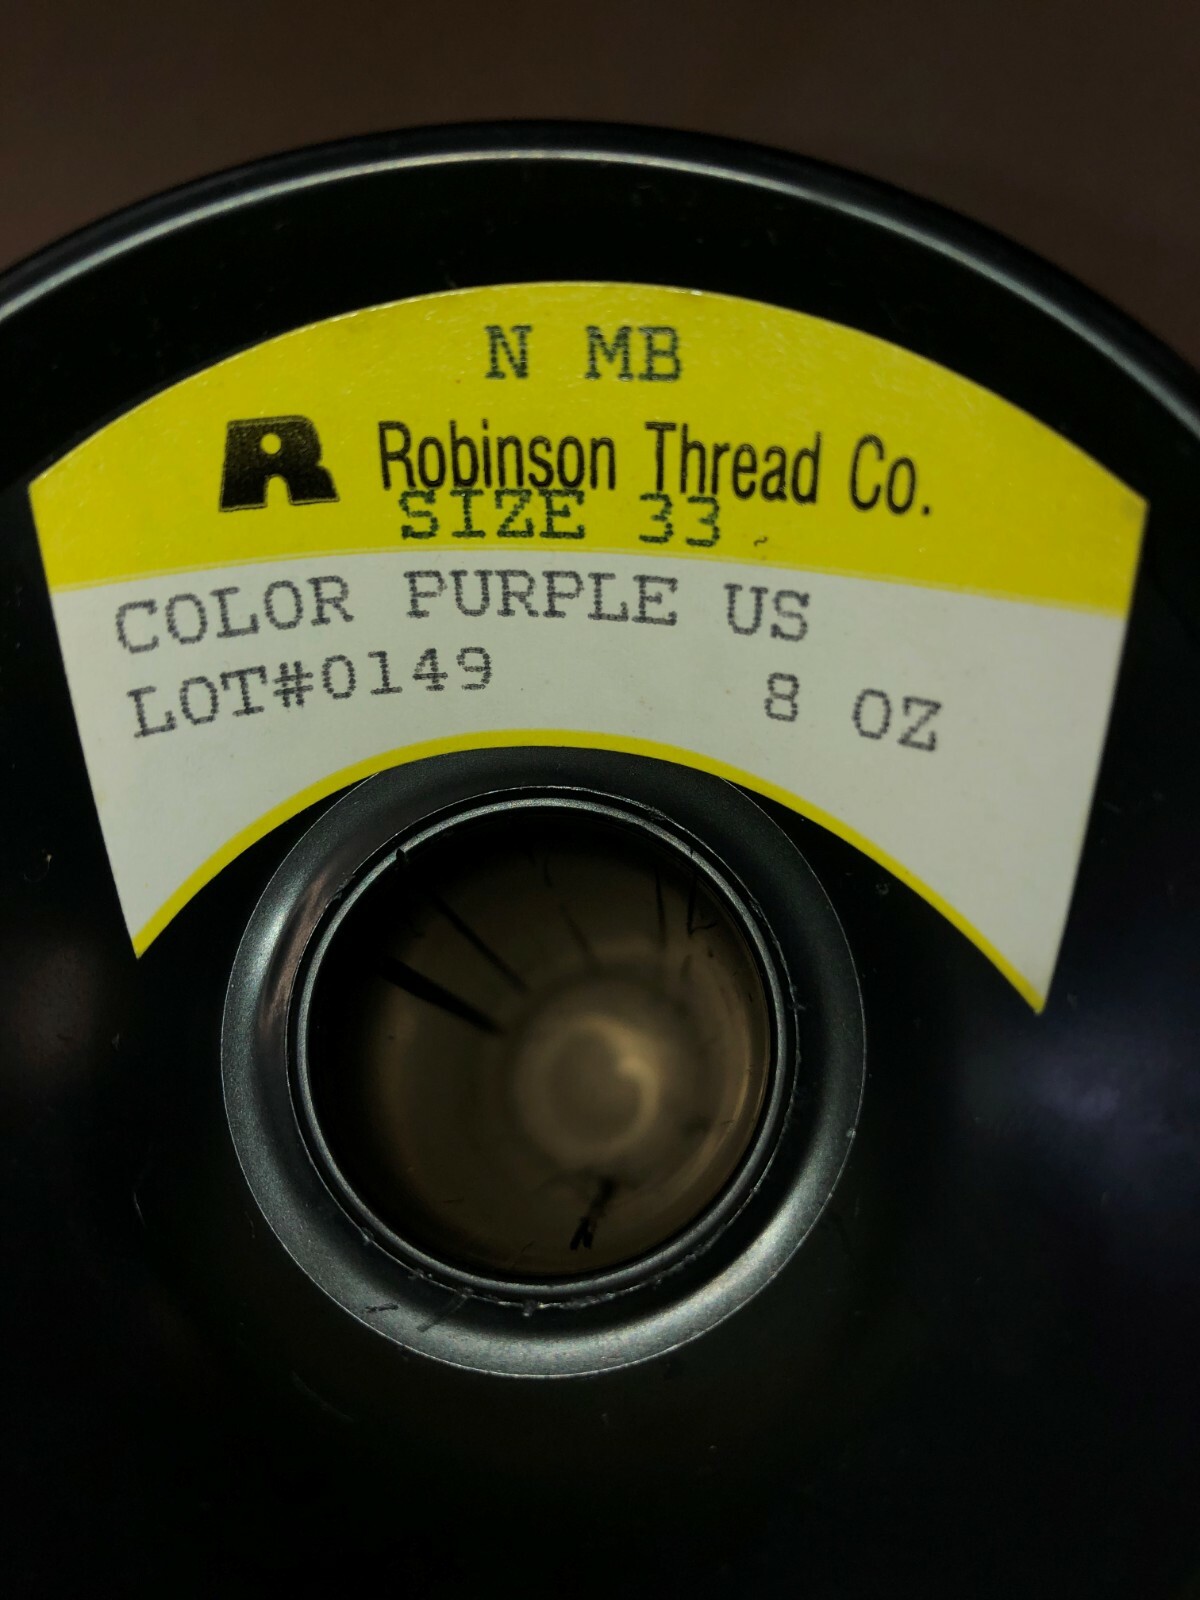 N MB
R Robinson Thread Co.
SIZE 33
COLOR PURPLE US
LOT#0149 8 OZ